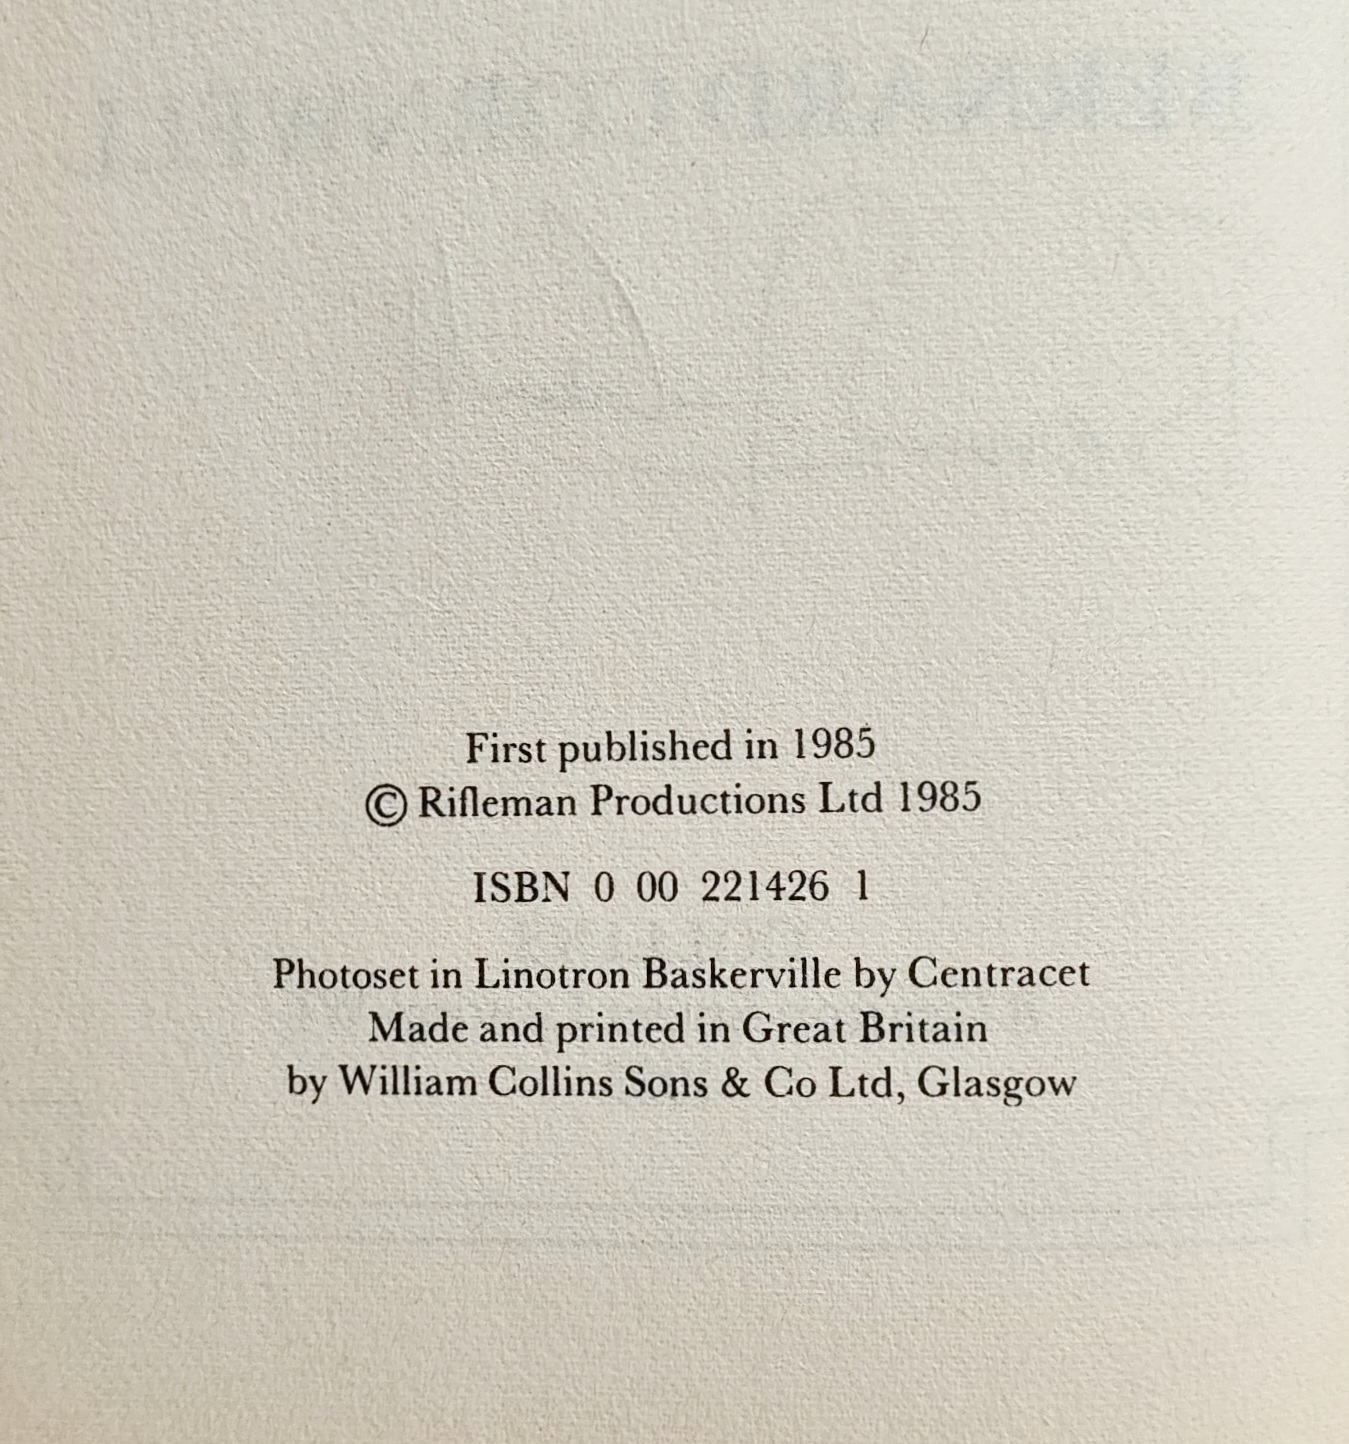 First published in 1985
© Rifleman Productions Ltd 1985
ISBN 0 00 221426 1
Photoset in Linotron Baskerville by Centracet
Made and printed in Great Britain
by William Collins Sons & Co Ltd, Glasgow